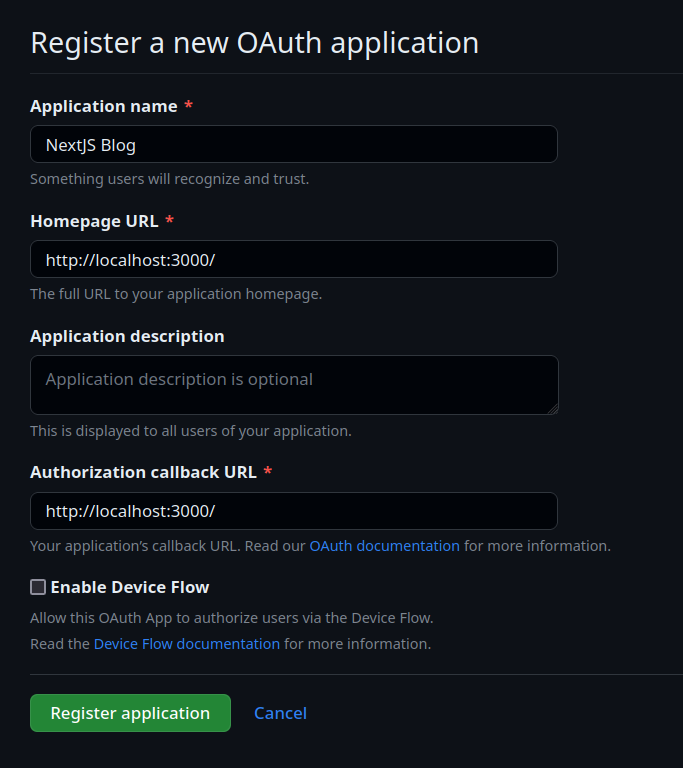 Register a new OAuth application
Application name *
NextJS Blog
Something users will recognize and trust.
Homepage URL *
http://localhost:3000/
The full URL to your application homepage.
Application description
Application description is optional
This is displayed to all users of your application.
Authorization callback URL *
http://localhost:3000/
Your application’s callback URL. Read our OAuth documentation for more information.
Enable Device Flow
Allow this OAuth App to authorize users via the Device Flow.
Read the Device Flow documentation for more information.
Register application Cancel